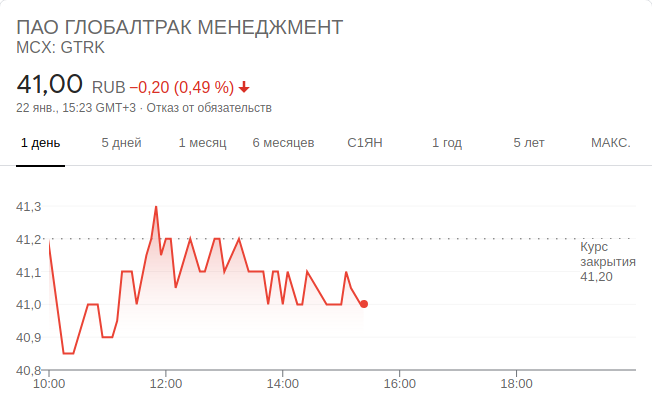 ПАО ГЛОБАЛТРАК МЕНЕДЖМЕНТ
MCX: GTRK
41,00 RUB −0,20 (0,49 %)
22 янв., 15:23 GMT+3 · Отказ от обязательств
1 день 5 дней 1 месяц 6 месяцев С1ЯН 1 год 5 лет МАКС.
41,3
41,2
Курс
закрытия
41,20
41,1
41,0
40,9
40,8
10:00 12:00 14:00 16:00 18:00